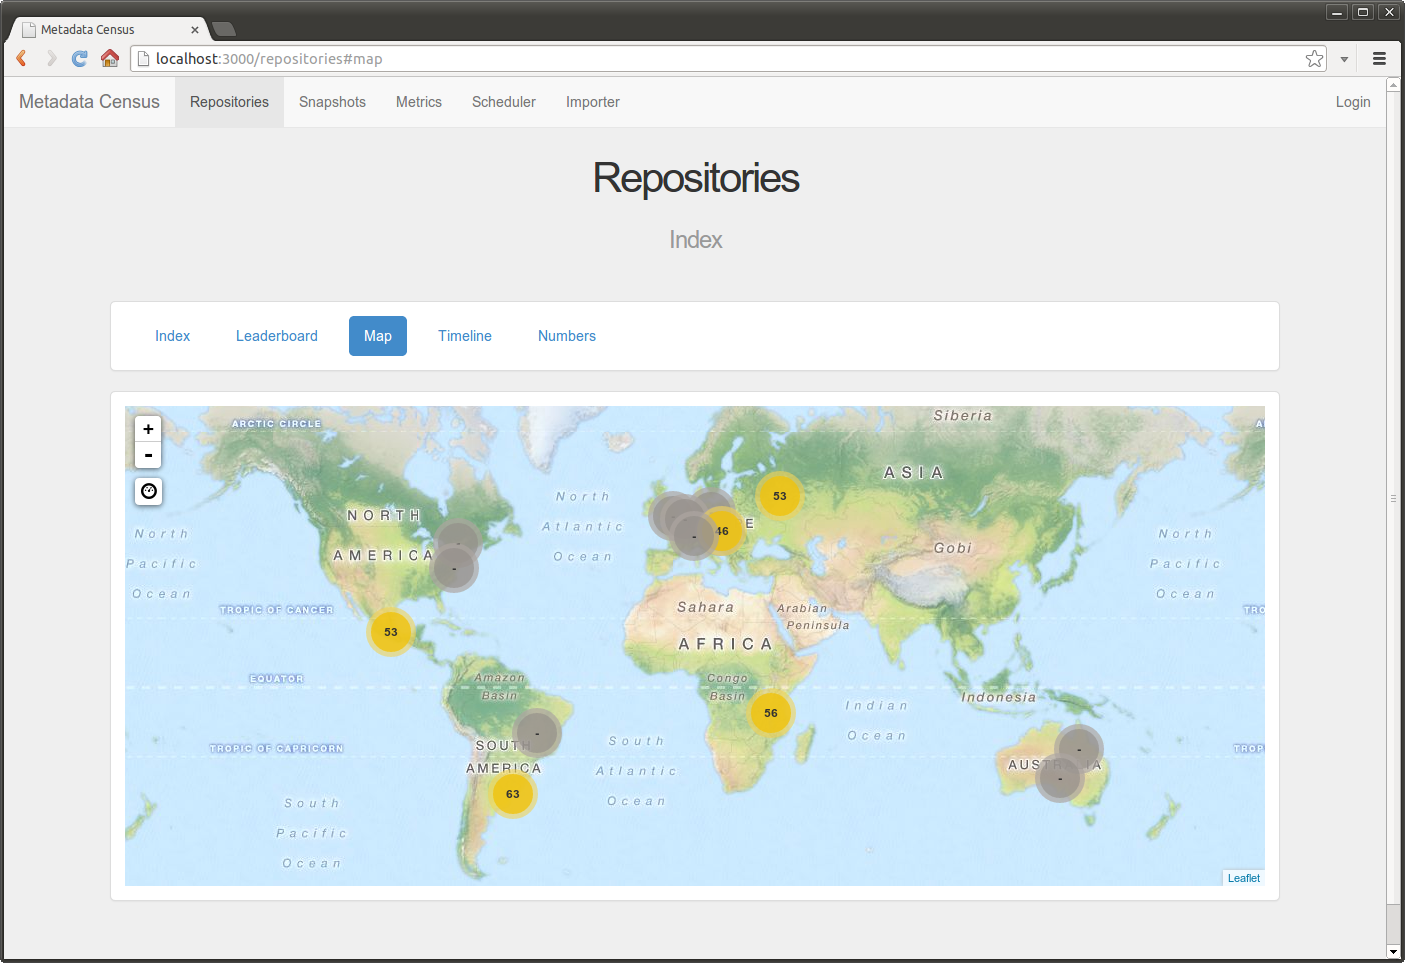 Metadata Census
localhost:3000/repositories#map
Metadata Census Repositories Snapshots Metrics Scheduler Importer Login
Repositories
Index
Index Leaderboard Map Timeline Numbers
+
-
ARCTIC CIRCLE
Siberia
ASIA
NORTH
AMERICA
North
Atlantic
Ocean
53
46
E
-
-
-
North
Pacific
Ocean
Gobi
North
Pacific
Ocean
TROPIC OF CANCER
Sahara
Arabian
Peninsula
AFRICA
53
EQUATOR
Amazon
Basin
Congo
Basin
56
Indian
Ocean
Indonesia
-
SOUTH
AMERICA
63
TROPIC OF CAPRICORN
South
Atlantic
Ocean
-
AUSTRALIA
-
South
Pacific
Ocean
Leaflet